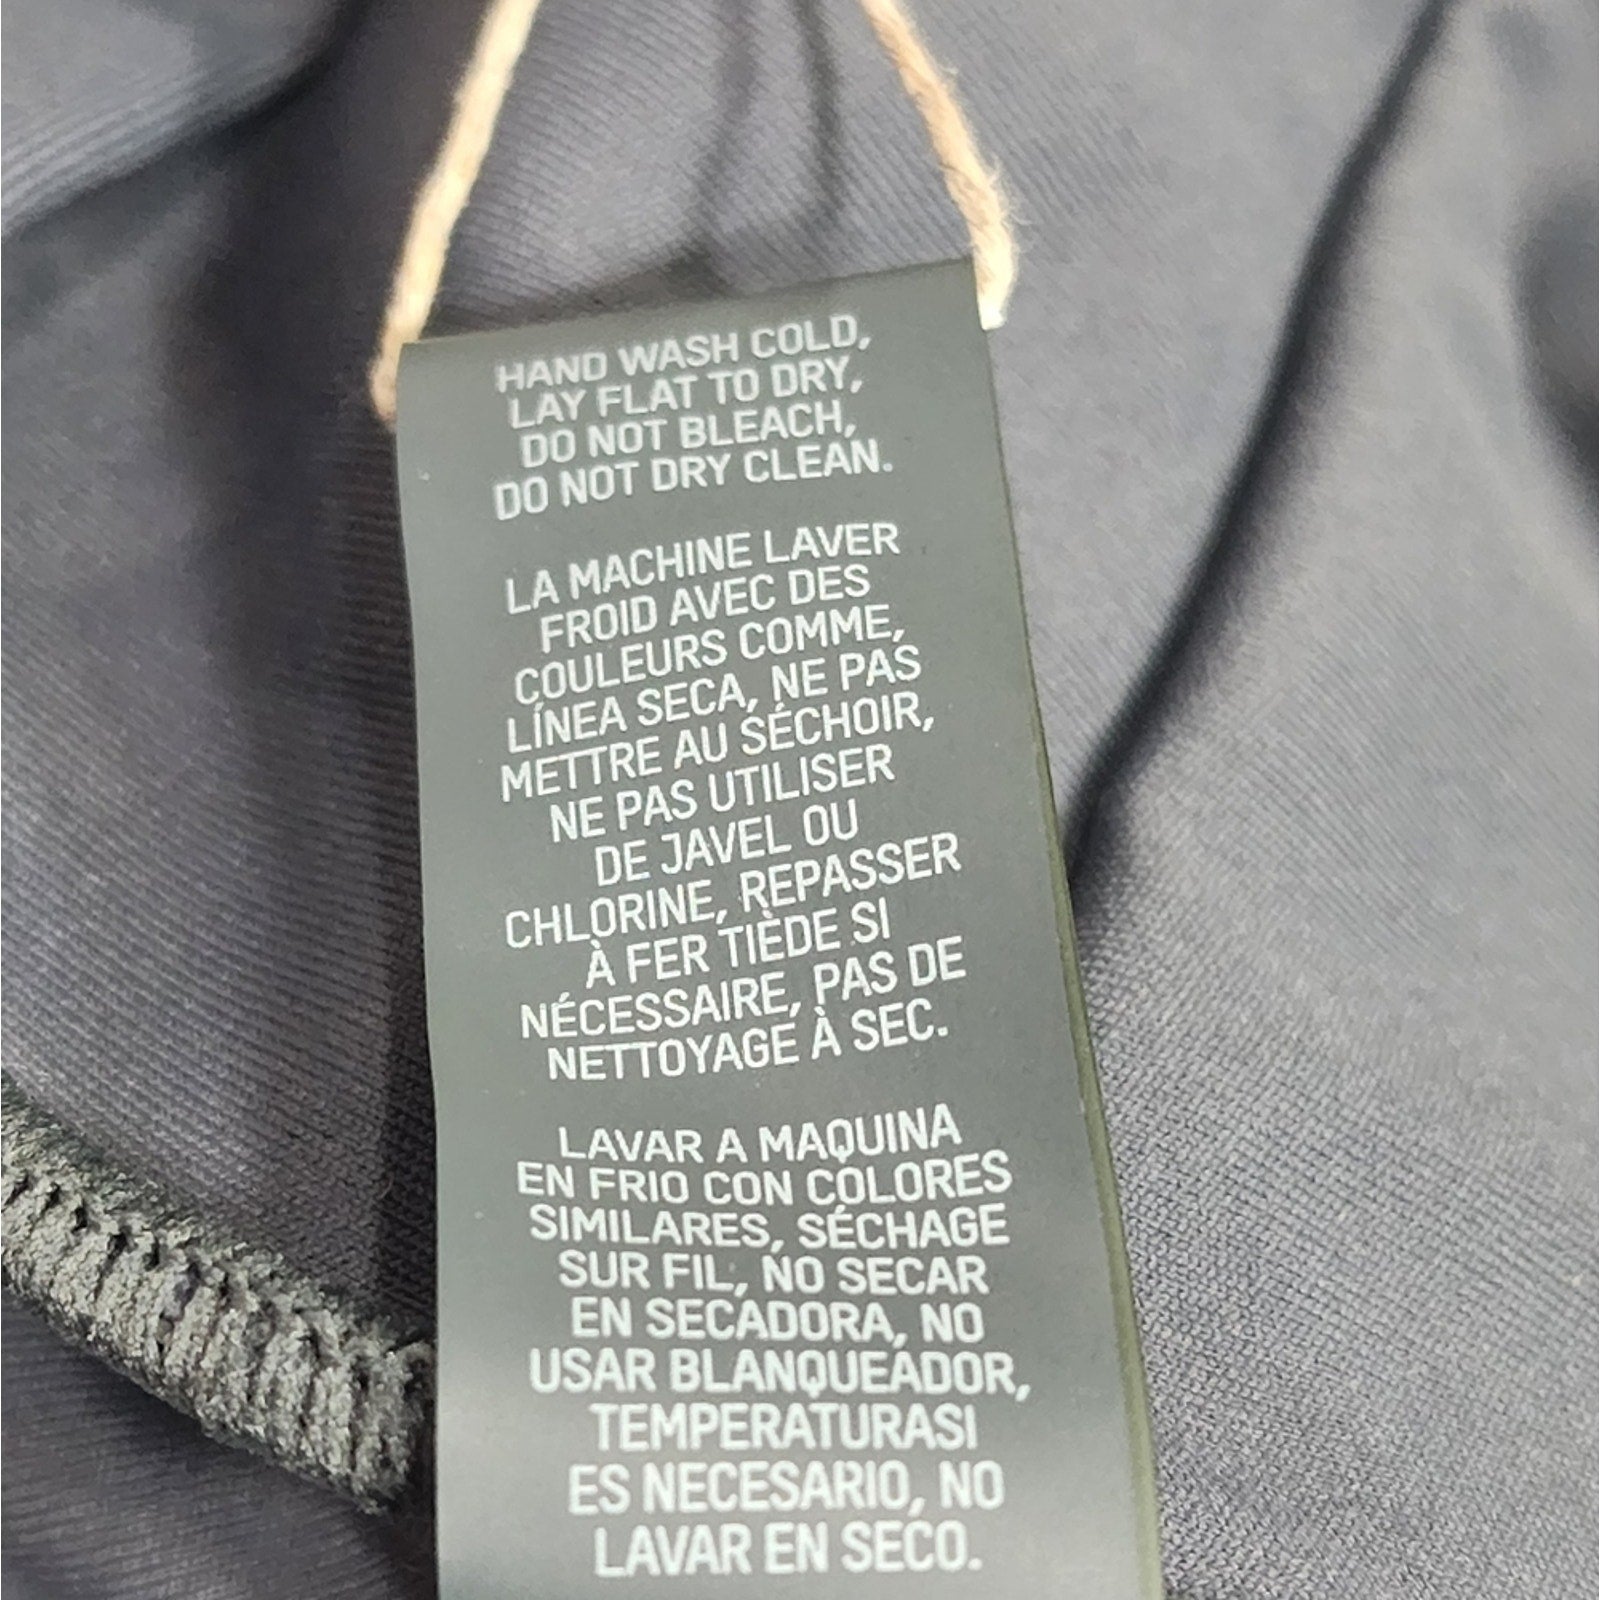 HAND WASH COLD,
LAY FLAT TO DRY,
DO NOT BLEACH,
DO NOT DRY CLEAN.
LA MACHINE LAVER
FROID AVEC DES
COULEURS COMME,
LÍNEA SECA, NE PAS
METTRE AU SÉCHOIR,
NE PAS UTILISER
DE JAVEL OU
CHLORINE, REPASSER
À FER TIÈDE SI
NÉCESSAIRE, PAS DE
NETTOYAGE À SEC.
LAVAR A MAQUINA
EN FRIO CON COLORES
SIMILARES, SÉCHAGE
SUR FIL, NO SECAR
EN SECADORA, NO
USAR BLANQUEADOR,
TEMPERATURASI
ES NECESARIO, NO
LAVAR EN SECO.